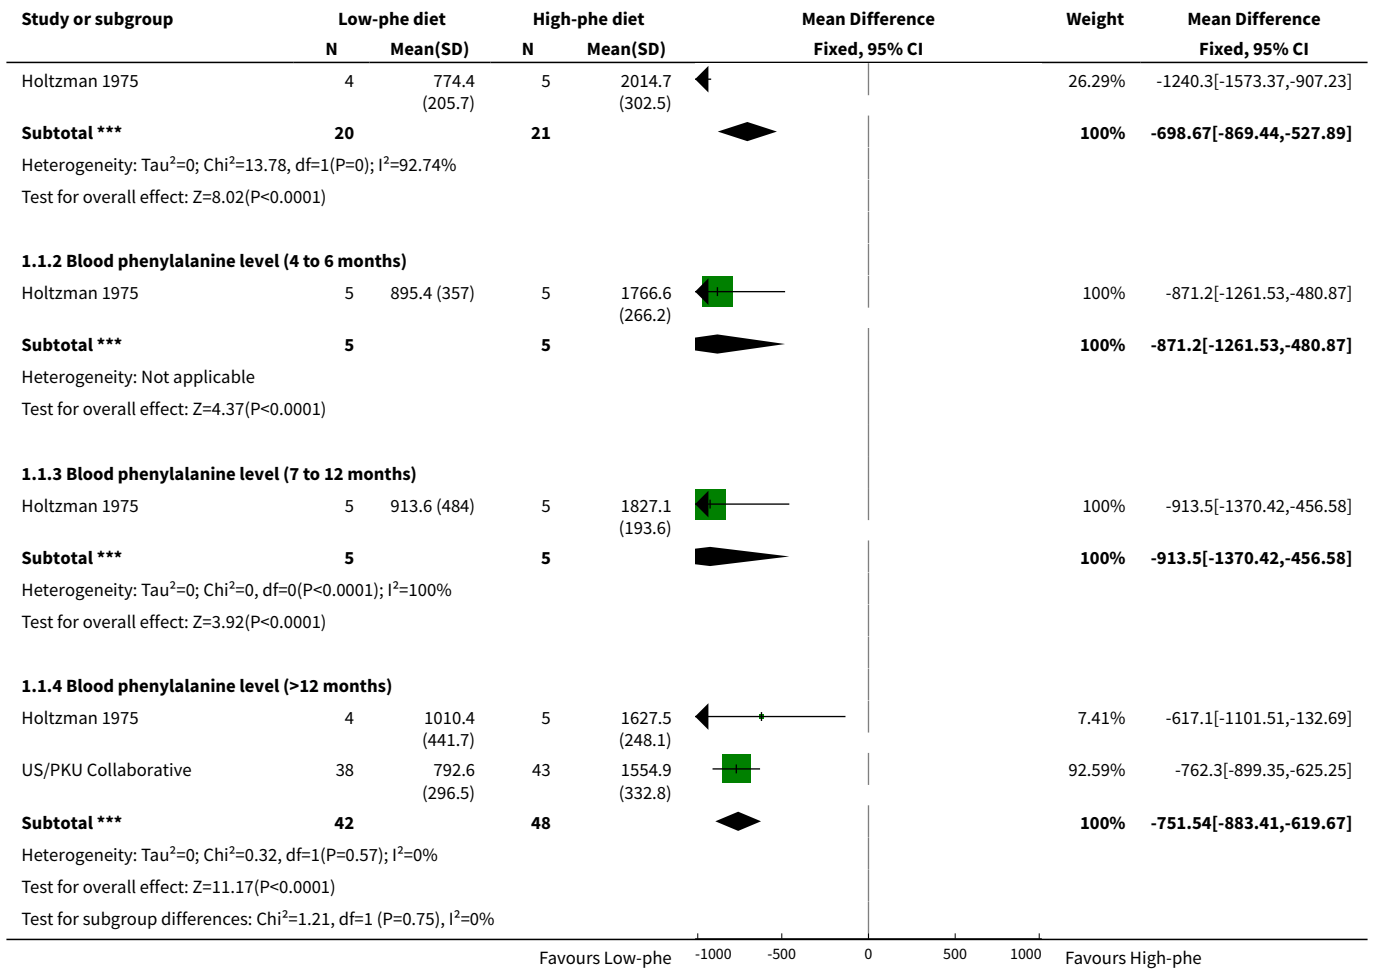 Study or subgroup Low-phe diet High-phe diet Mean Difference Weight Mean Difference
N Mean(SD) N Mean(SD) Fixed, 95% CI Fixed, 95% CI
Holtzman 1975 4 774.4 5 2014.7 26.29% -1240.3[-1573.37,-907.23]
(205.7) (302.5)
Subtotal *** 20 21 100% -698.67[-869.44,-527.89]
Heterogeneity: Tau²=0; Chi²=13.78, df=1(P=0); I²=92.74%
Test for overall effect: Z=8.02(P<0.0001)
1.1.2 Blood phenylalanine level (4 to 6 months)
Holtzman 1975 5 895.4 (357) 5 1766.6 100% -871.2[-1261.53,-480.87]
(266.2)
Subtotal *** 5 5 100% -871.2[-1261.53,-480.87]
Heterogeneity: Not applicable
Test for overall effect: Z=4.37(P<0.0001)
1.1.3 Blood phenylalanine level (7 to 12 months)
Holtzman 1975 5 913.6 (484) 5 1827.1 100% -913.5[-1370.42,-456.58]
(193.6)
Subtotal *** 5 5 100% -913.5[-1370.42,-456.58]
Heterogeneity: Tau²=0; Chi²=0, df=0(P<0.0001); I²=100%
Test for overall effect: Z=3.92(P<0.0001)
1.1.4 Blood phenylalanine level (>12 months)
Holtzman 1975 4 1010.4 5 1627.5 7.41% -617.1[-1101.51,-132.69]
(441.7) (248.1)
US/PKU Collaborative 38 792.6 43 1554.9 92.59% -762.3[-899.35,-625.25]
(296.5) (332.8)
Subtotal *** 42 48 100% -751.54[-883.41,-619.67]
Heterogeneity: Tau²=0; Chi²=0.32, df=1(P=0.57); I²=0%
Test for overall effect: Z=11.17(P<0.0001)
Test for subgroup differences: Chi²=1.21, df=1 (P=0.75), I²=0%
Favours Low-phe -1000 -500 0 500 1000 Favours High-phe